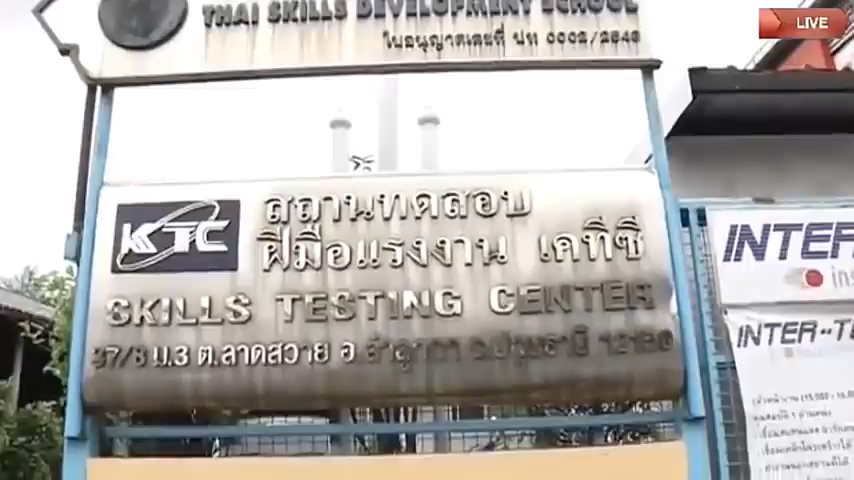 THAI SKILLS DEVELOPMENT SCHOOL
ใบอนุญาตเลขที่ ปท 0002/2549
LIVE
KTC
สถานทดสอบ
ฝีมือแรงงาน เคทีซี
SKILLS TESTING CENTER
37/8 ม.3 ต.ลาดสวาย อ.ลำลูกกา จ.ปทุมธานี 12150
INTER
INTER-T